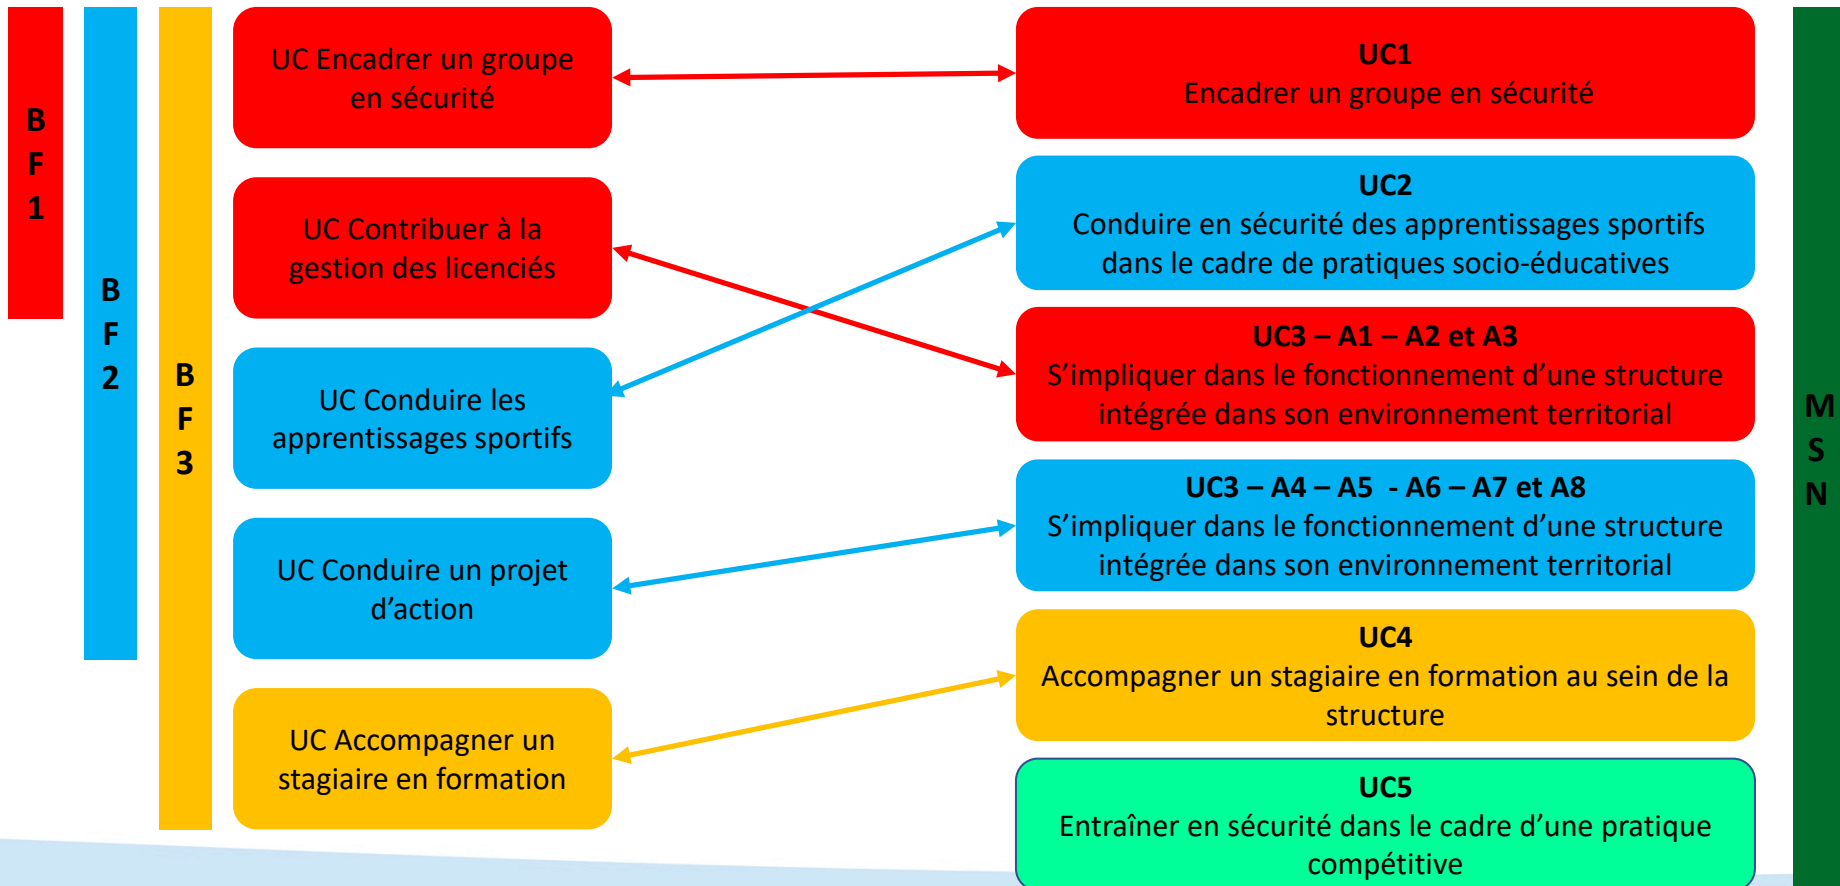 B
F
1
B
F
2
B
F
3
UC Encadrer un groupe
en sécurité
UC Contribuer à la
gestion des licenciés
UC Conduire les
apprentissages sportifs
UC Conduire un projet
d’action
UC Accompagner un
stagiaire en formation
UC1
Encadrer un groupe en sécurité
UC2
Conduire en sécurité des apprentissages sportifs
dans le cadre de pratiques socio-éducatives
UC3 – A1 – A2 et A3
S’impliquer dans le fonctionnement d’une structure
intégrée dans son environnement territorial
UC3 – A4 – A5 - A6 – A7 et A8
S’impliquer dans le fonctionnement d’une structure
intégrée dans son environnement territorial
UC4
Accompagner un stagiaire en formation au sein de la
structure
UC5
Entraîner en sécurité dans le cadre d’une pratique
compétitive
M
S
N